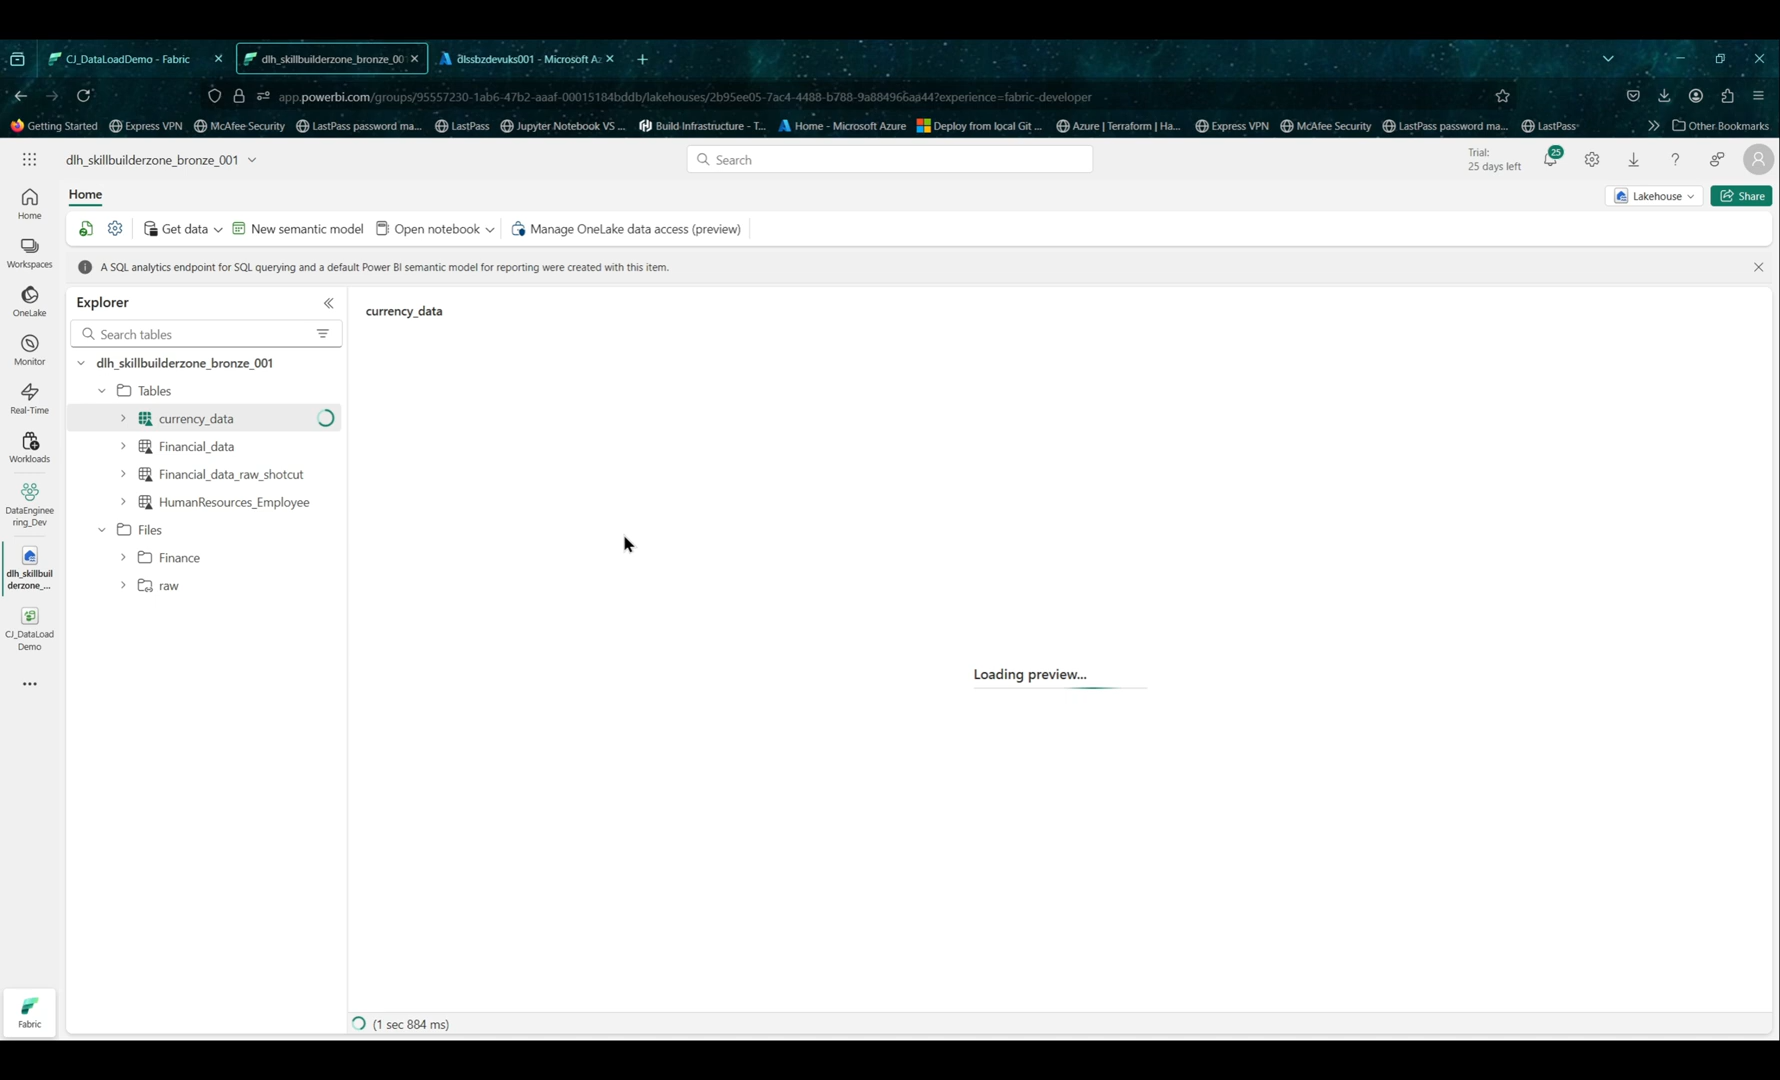 CJ_DataLoadDemo - Fabric
dlh_skillbuilderzone_bronze_00
dlssbzdevuks001 - Microsoft Az
app.powerbi.com/groups/95557230-1ab6-47b2-aaaf-00015184bddb/lakehouses/2b95ee05-7ac4-4488-b788-9a884966aa44?experience=fabric-developer
Getting Started Express VPN McAfee Security LastPass password ma... LastPass Jupyter Notebook VS ... Build Infrastructure - T... Home - Microsoft Azure Deploy from local Git ... Azure | Terraform | Ha... Express VPN McAfee Security LastPass password ma... LastPass Other Bookmarks
dlh_skillbuilderzone_bronze_001
Search
Trial:
25 days left
25
Home
Lakehouse
Share
Get data
New semantic model
Open notebook
Manage OneLake data access (preview)
A SQL analytics endpoint for SQL querying and a default Power BI semantic model for reporting were created with this item.
Home
Workspaces
OneLake
Monitor
Real-Time
Workloads
DataEnginee
ring_Dev
dlh_skillbuil
derzone_...
CJ_DataLoad
Demo
Fabric
Explorer
Search tables
dlh_skillbuilderzone_bronze_001
Tables
currency_data
Financial_data
Financial_data_raw_shotcut
HumanResources_Employee
Files
Finance
raw
currency_data
Loading preview...
(1 sec 884 ms)